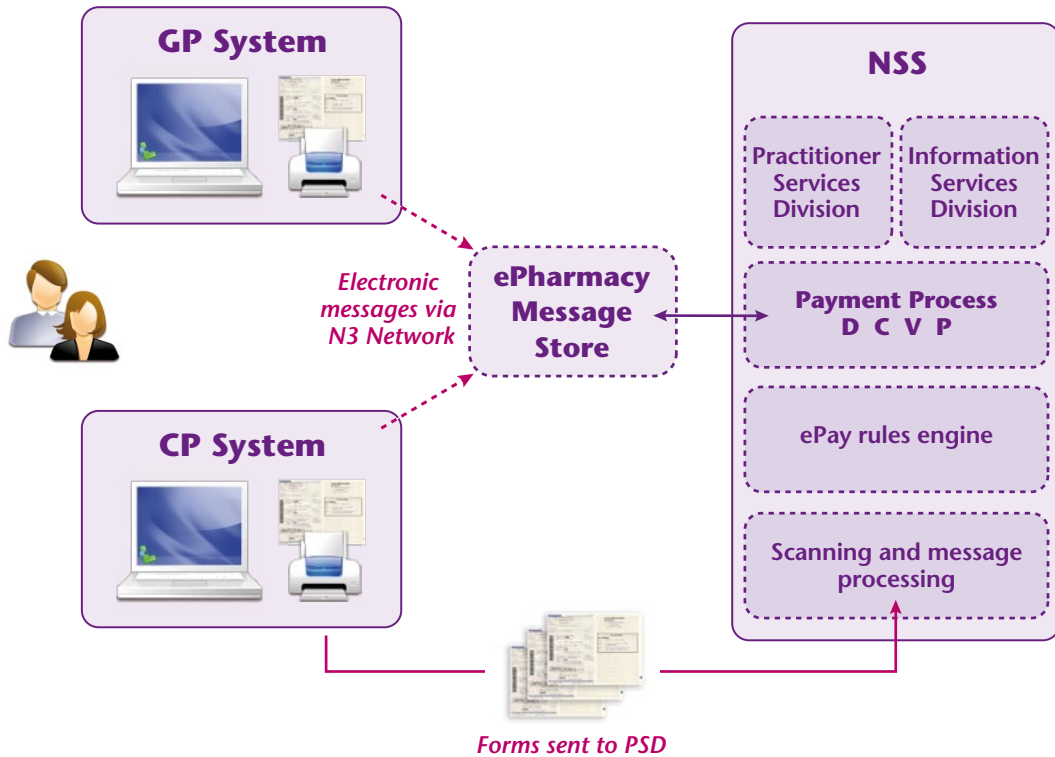 GP System
NSS
Practitioner
Services
Division
Information
Services
Division
Electronic
messages via
N3 Network
ePharmacy
Message
Store
Payment Process
D C V P
CP System
ePay rules engine
Scanning and message
processing
Forms sent to PSD